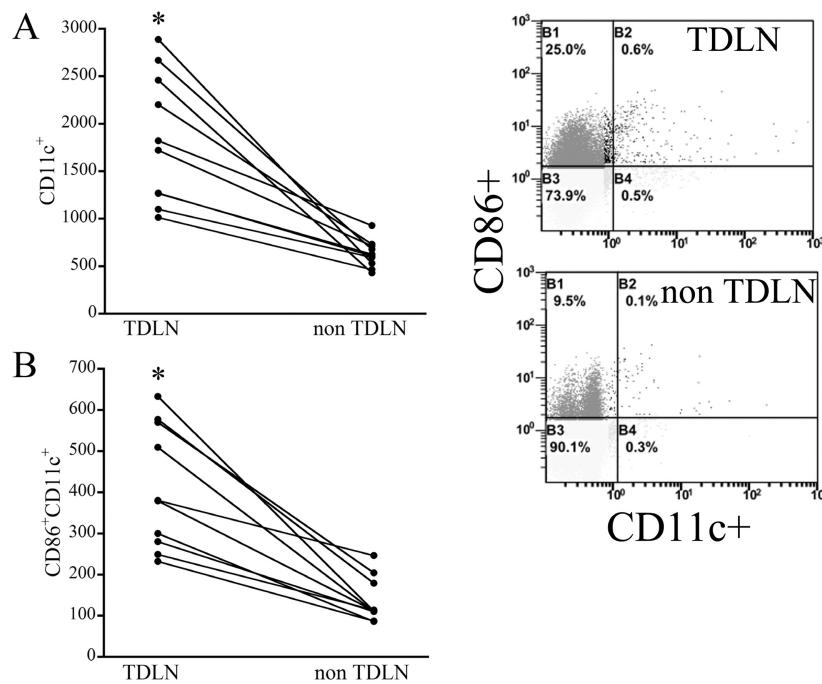 A
*
3000
2500
2000
1500
1000
500
0
CD11c+
TDLN
non TDLN
B
*
700
600
500
400
300
200
100
0
CD86+CD11c+
TDLN
non TDLN
10³
10²
10¹
10⁰
B1
25.0%
B2
0.6%
TDLN
B3
73.9%
B4
0.5%
10⁰
10¹
10²
10³
10³
10²
10¹
10⁰
B1
9.5%
B2
0.1%
non TDLN
B3
90.1%
B4
0.3%
10⁰
10¹
10²
CD86+
CD11c+